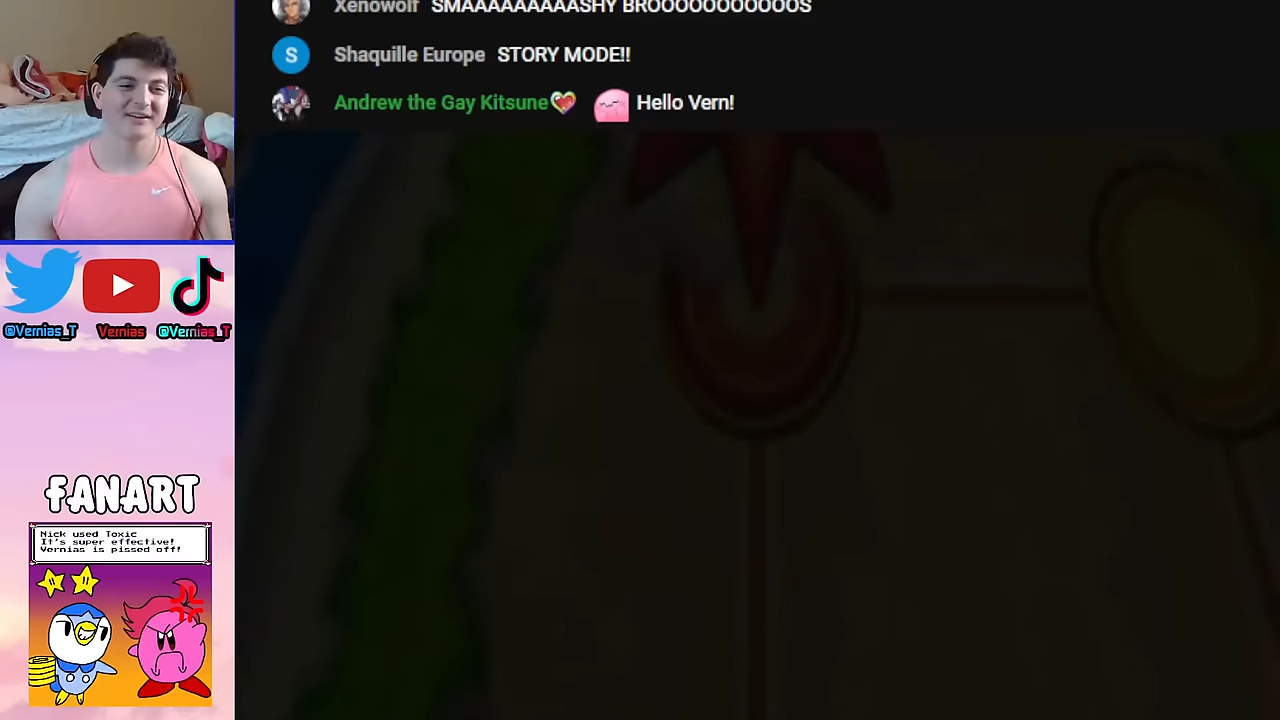 Xenowolf SMAAAAAAAAASHY BROOOOOOOOOOOS
S Shaquille Europe STORY MODE!!
Andrew the Gay Kitsune Hello Vern!
@Vernias_T Vernias @Vernias_T
FANART
Nick used Toxic
It's super effective!
Vernias is pissed off!